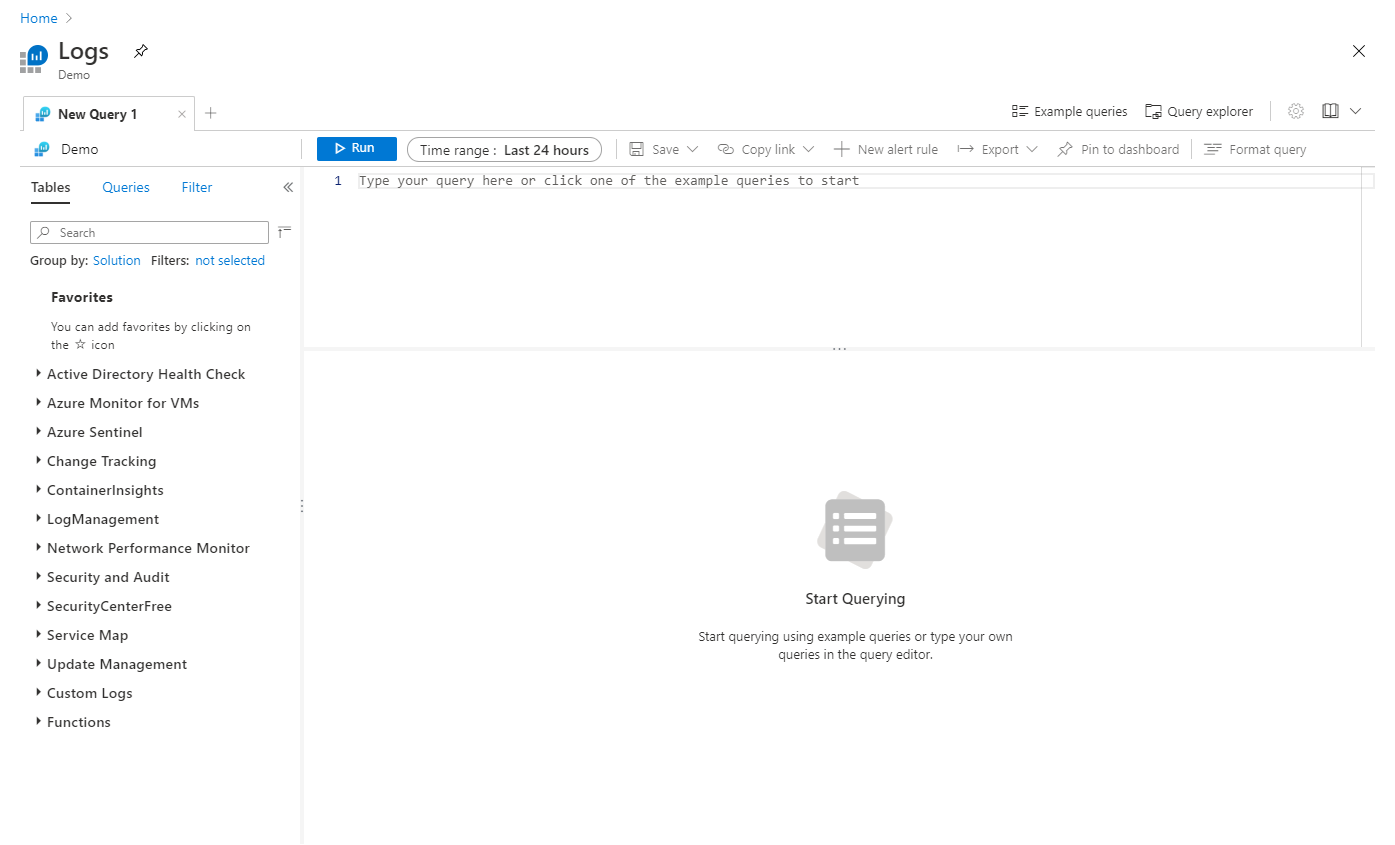 Home
Logs
Demo
New Query 1
Example queries
Query explorer
Demo
Run
Time range : Last 24 hours
Save
Copy link
New alert rule
Export
Pin to dashboard
Format query
Tables
Queries
Filter
1
Type your query here or click one of the example queries to start
Search
Group by: Solution
Filters: not selected
Favorites
You can add favorites by clicking on
the ☆ icon
Active Directory Health Check
Azure Monitor for VMs
Azure Sentinel
Change Tracking
ContainerInsights
LogManagement
Network Performance Monitor
Security and Audit
SecurityCenterFree
Service Map
Update Management
Custom Logs
Functions
Start Querying
Start querying using example queries or type your own
queries in the query editor.